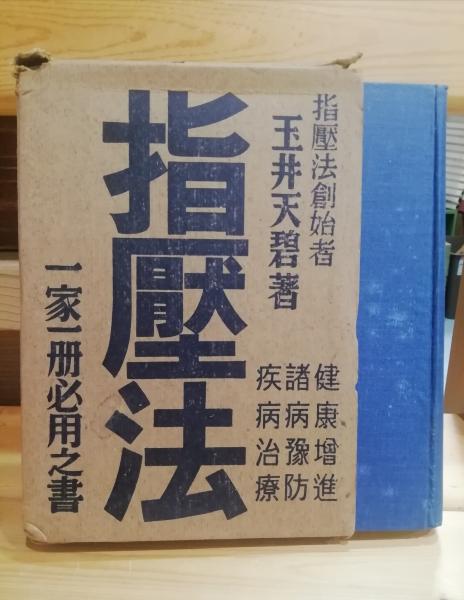 指壓法創始者
玉井天碧著
健康增進
諸病豫防
疾病治療
指壓法
一家一册必用之書